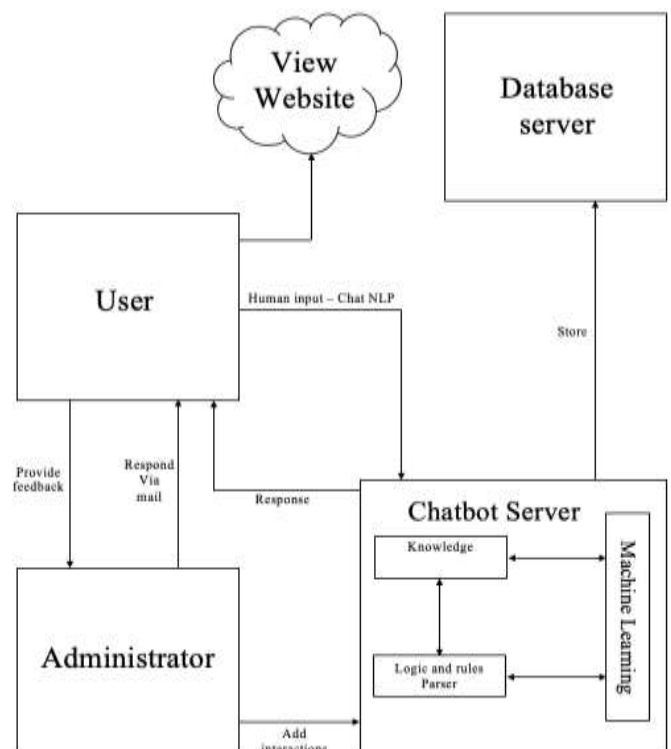 View
Website
Database
server
User
Human input – Chat NLP
Store
Provide
feedback
Respond
Via
mail
Response
Chatbot Server
Knowledge
Machine Learning
Logic and rules
Parser
Administrator
Add
interactions